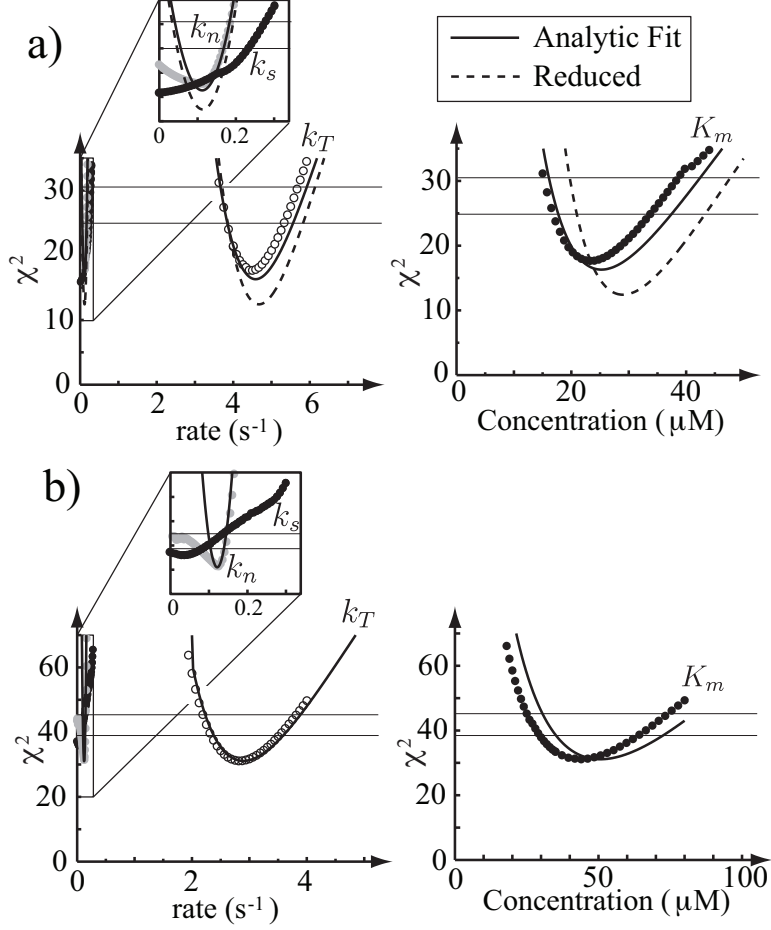 a)
k_n
k_s
0
0.2
Analytic Fit
Reduced
k_T
K_m
30
20
10
0
χ²
0
2
4
6
rate (s⁻¹)
30
20
10
0
χ²
0
20
40
Concentration (μM)
b)
k_s
k_n
0
0.2
k_T
K_m
60
40
20
0
χ²
0
2
4
rate (s⁻¹)
60
40
20
0
χ²
0
50
100
Concentration (μM)